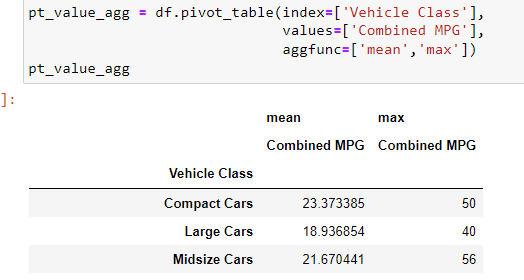 pt_value_agg = df.pivot_table(index=['Vehicle Class'],
values=['Combined MPG'],
aggfunc=['mean','max'])
pt_value_agg
]:
mean max
Combined MPG Combined MPG
Vehicle Class
Compact Cars 23.373385 50
Large Cars 18.936854 40
Midsize Cars 21.670441 56